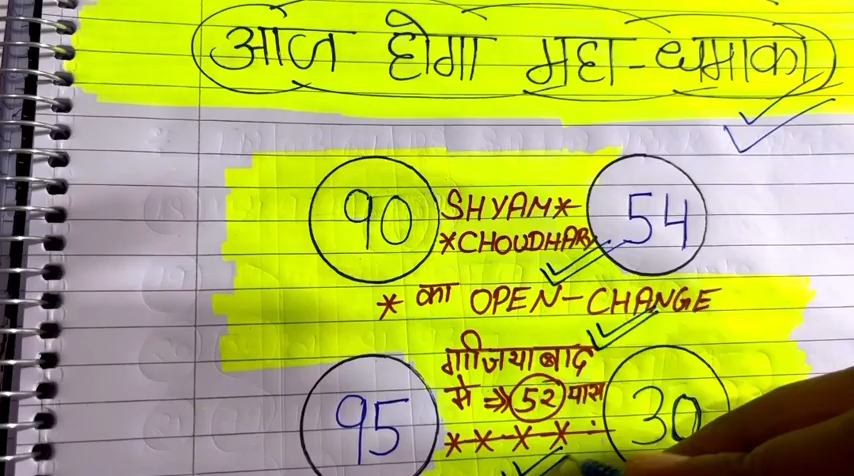 आज होगा महा-धमाका
90 SHYAM* 54
*CHOUDHARY
* का OPEN-CHANGE
गाजियाबाद
95 से ⇒ 52 पास 30
* * * *